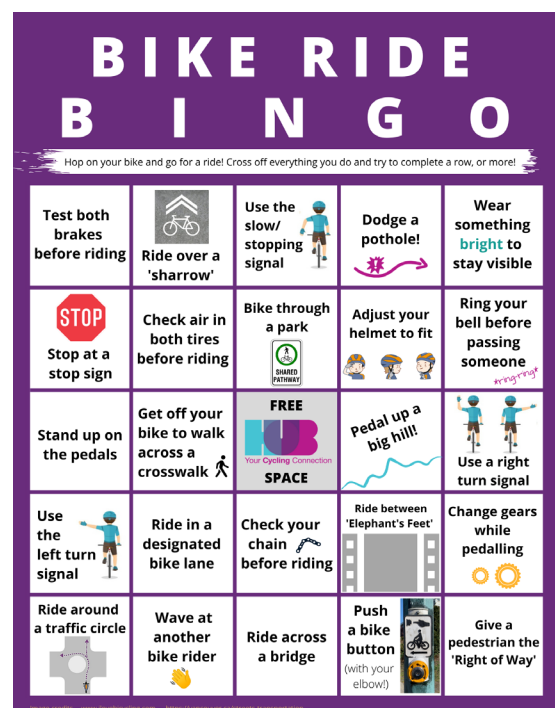 BIKE RIDE
BINGO
Hop on your bike and go for a ride! Cross off everything you do and try to complete a row, or more!
Test both
brakes
before riding
Ride over a
'sharrow'
Use the
slow/
stopping
signal
Dodge a
pothole!
Wear
something
bright to
stay visible
STOP
Stop at a
stop sign
Check air in
both tires
before riding
Bike through
a park
SHARED
PATHWAY
Adjust your
helmet to fit
Ring your
bell before
passing
someone
*ring ring*
Stand up on
the pedals
Get off your
bike to walk
across a
crosswalk
FREE
HUB
Your Cycling Connection
SPACE
Pedal up a
big hill!
Use a right
turn signal
Use
the
left turn
signal
Ride in a
designated
bike lane
Check your
chain
before riding
Ride between
'Elephant's Feet'
Change gears
while
pedalling
Ride around
a traffic circle
Wave at
another
bike rider
Ride across
a bridge
Push
a bike
button
(with your
elbow!)
Give a
pedestrian the
'Right of Way'